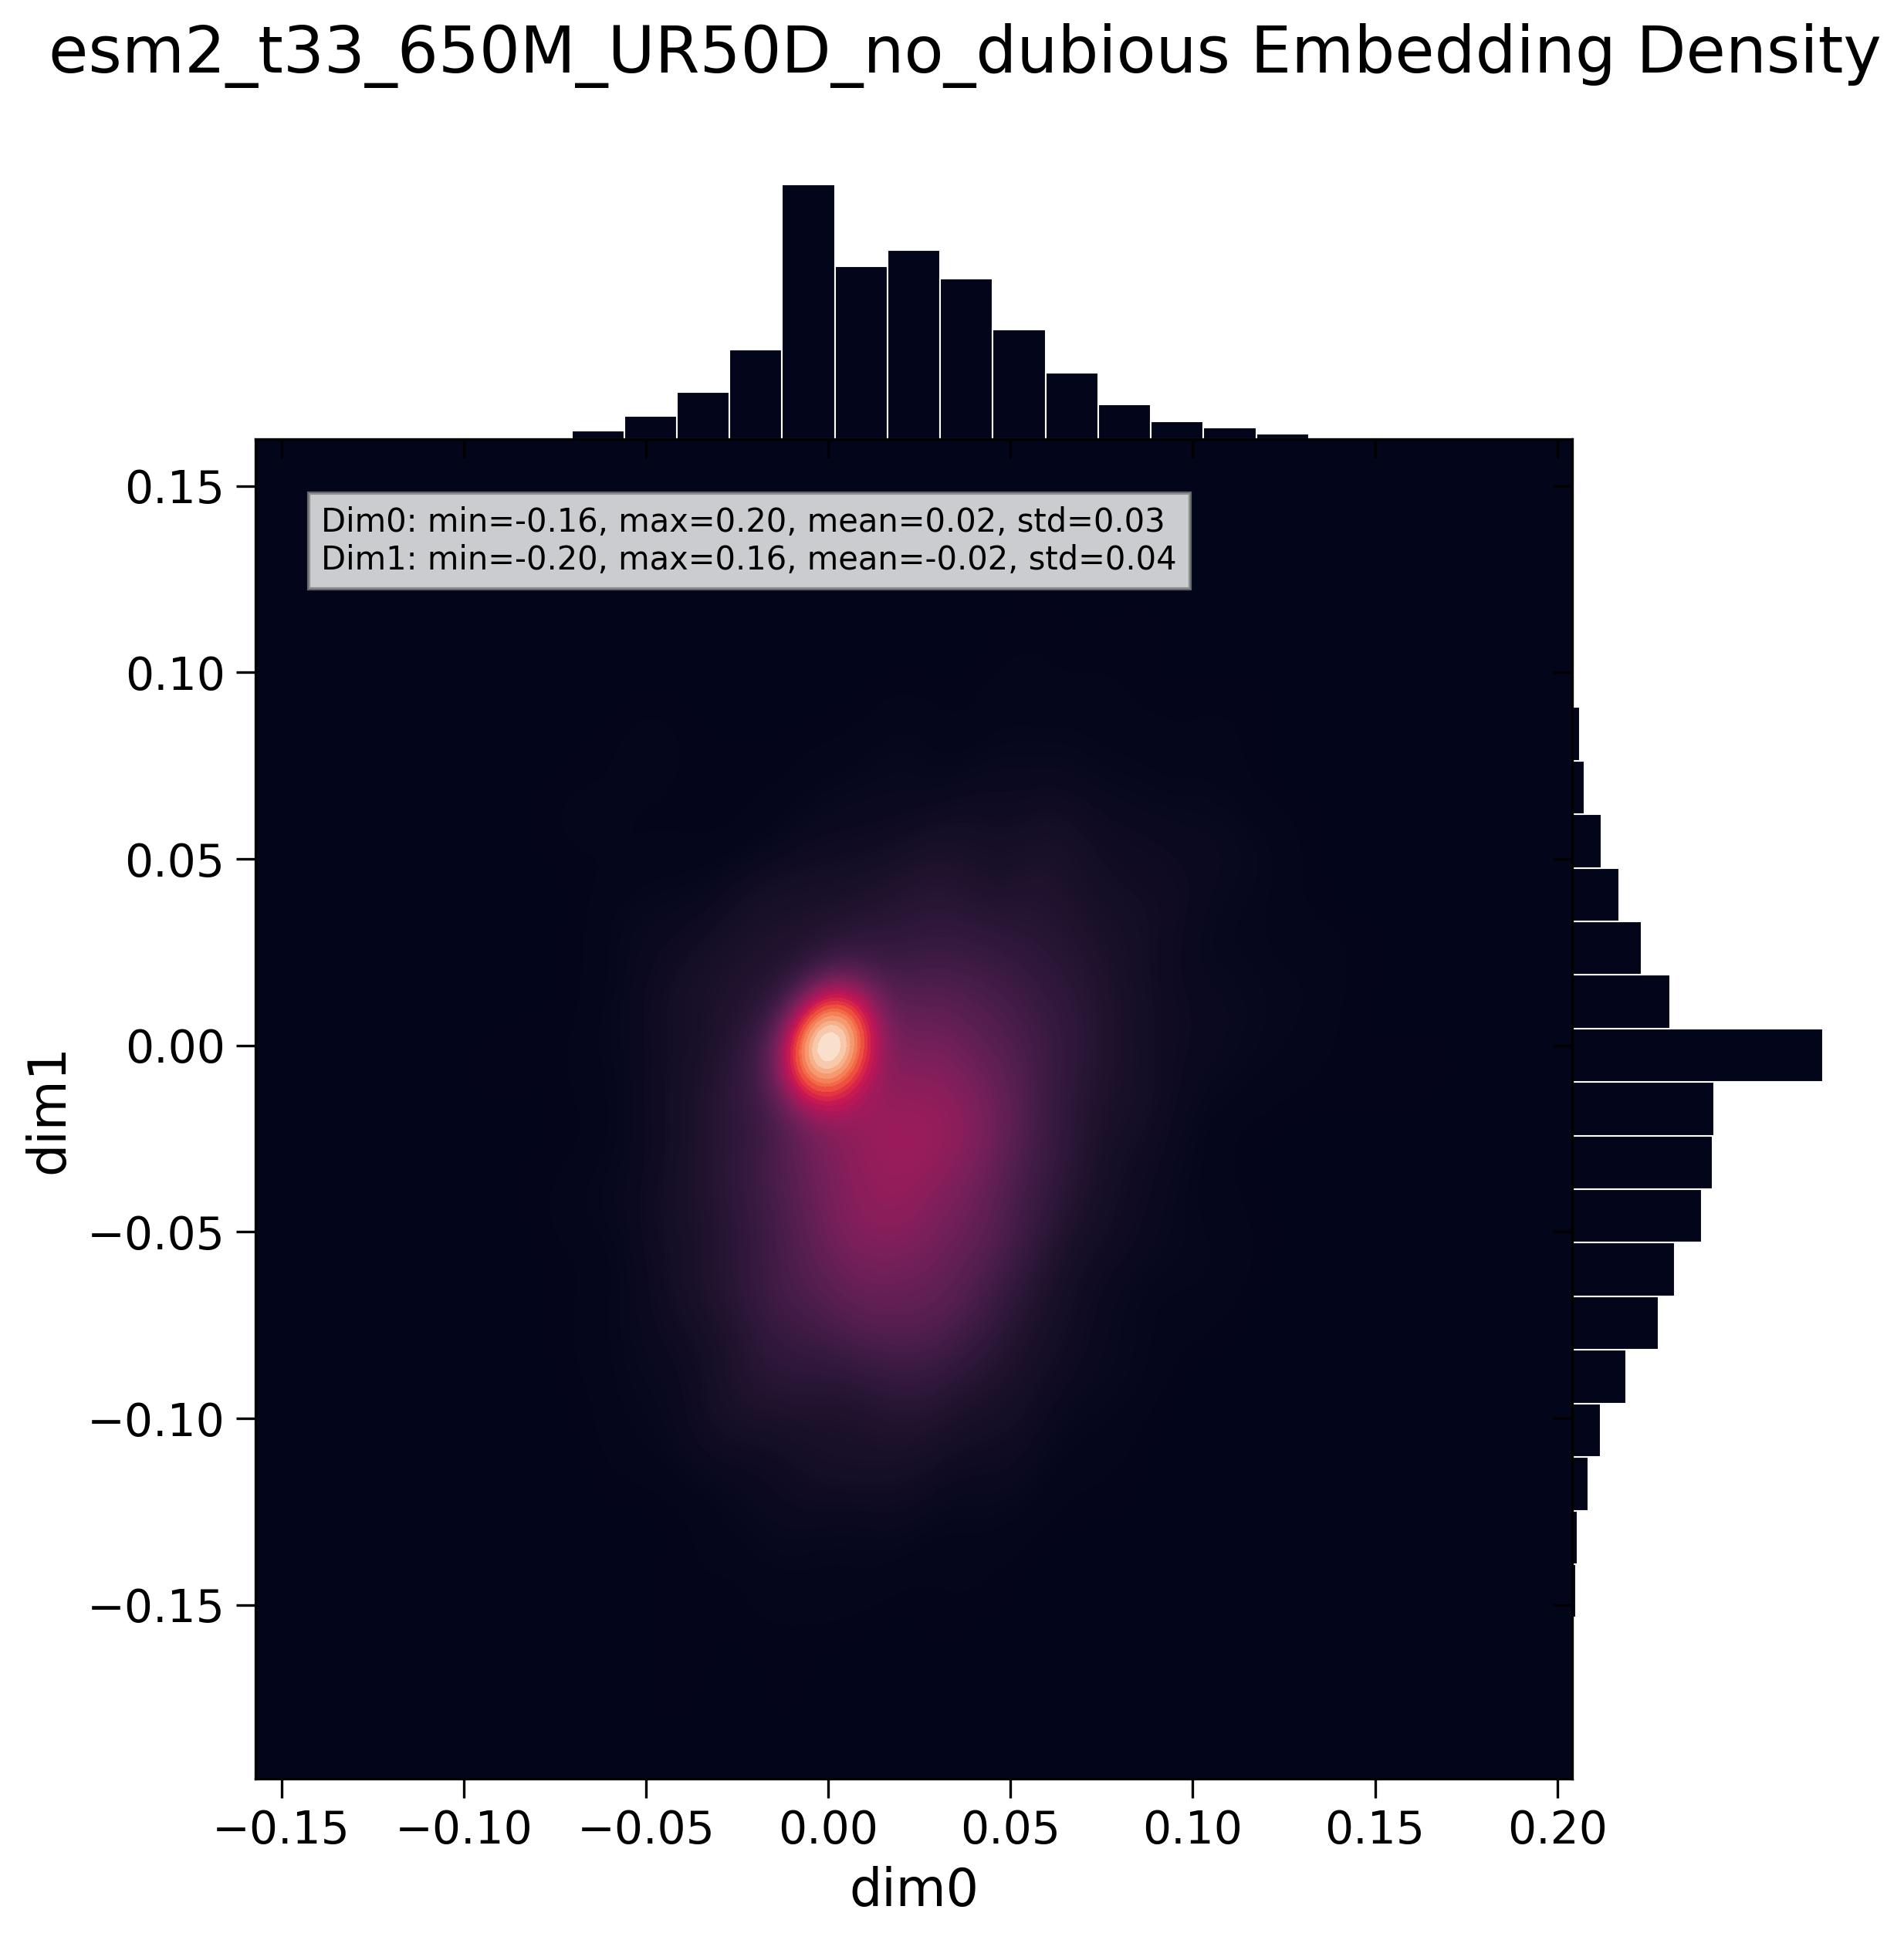 esm2_t33_650M_UR50D_no_dubious Embedding Density
Dim0: min=-0.16, max=0.20, mean=0.02, std=0.03
Dim1: min=-0.20, max=0.16, mean=-0.02, std=0.04
0.15
0.10
0.05
0.00
−0.05
−0.10
−0.15
dim1
−0.15 −0.10 −0.05 0.00 0.05 0.10 0.15 0.20
dim0